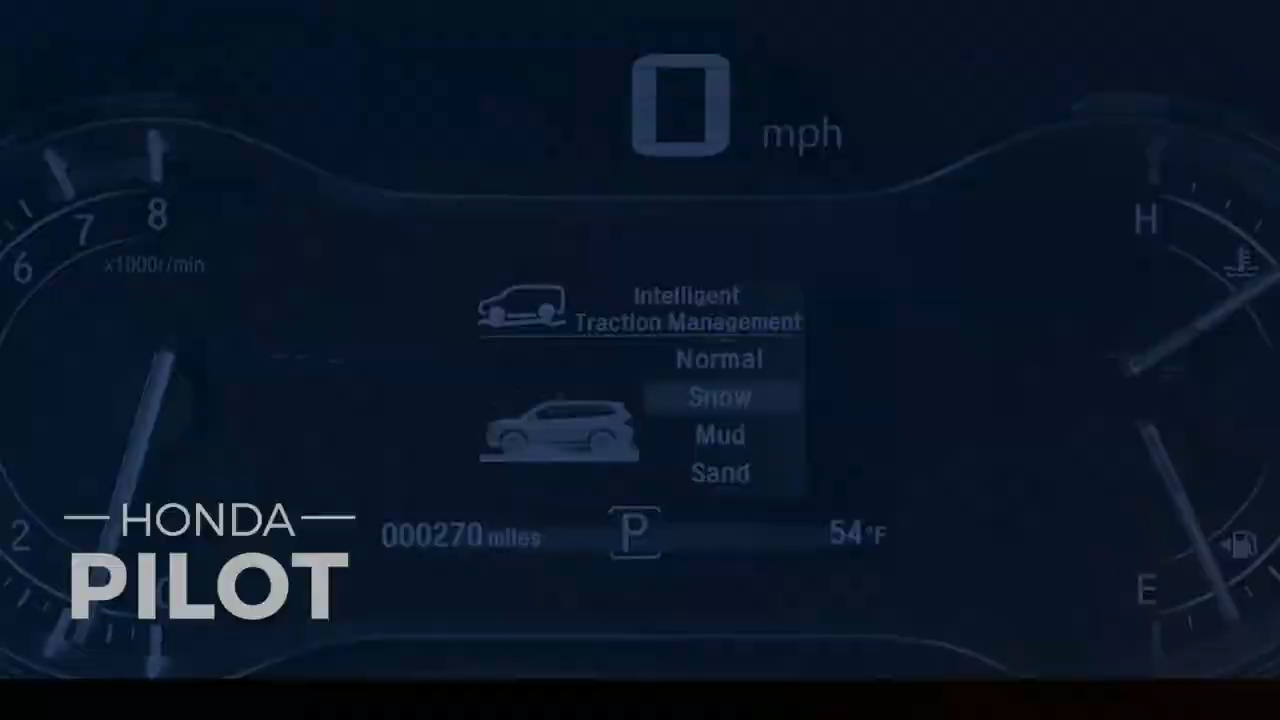 0 mph
7 8
6
x1000r/min
H
Intelligent
Traction Management
Normal
Snow
Mud
Sand
HONDA
PILOT
2
000270 miles
P
54°F
E